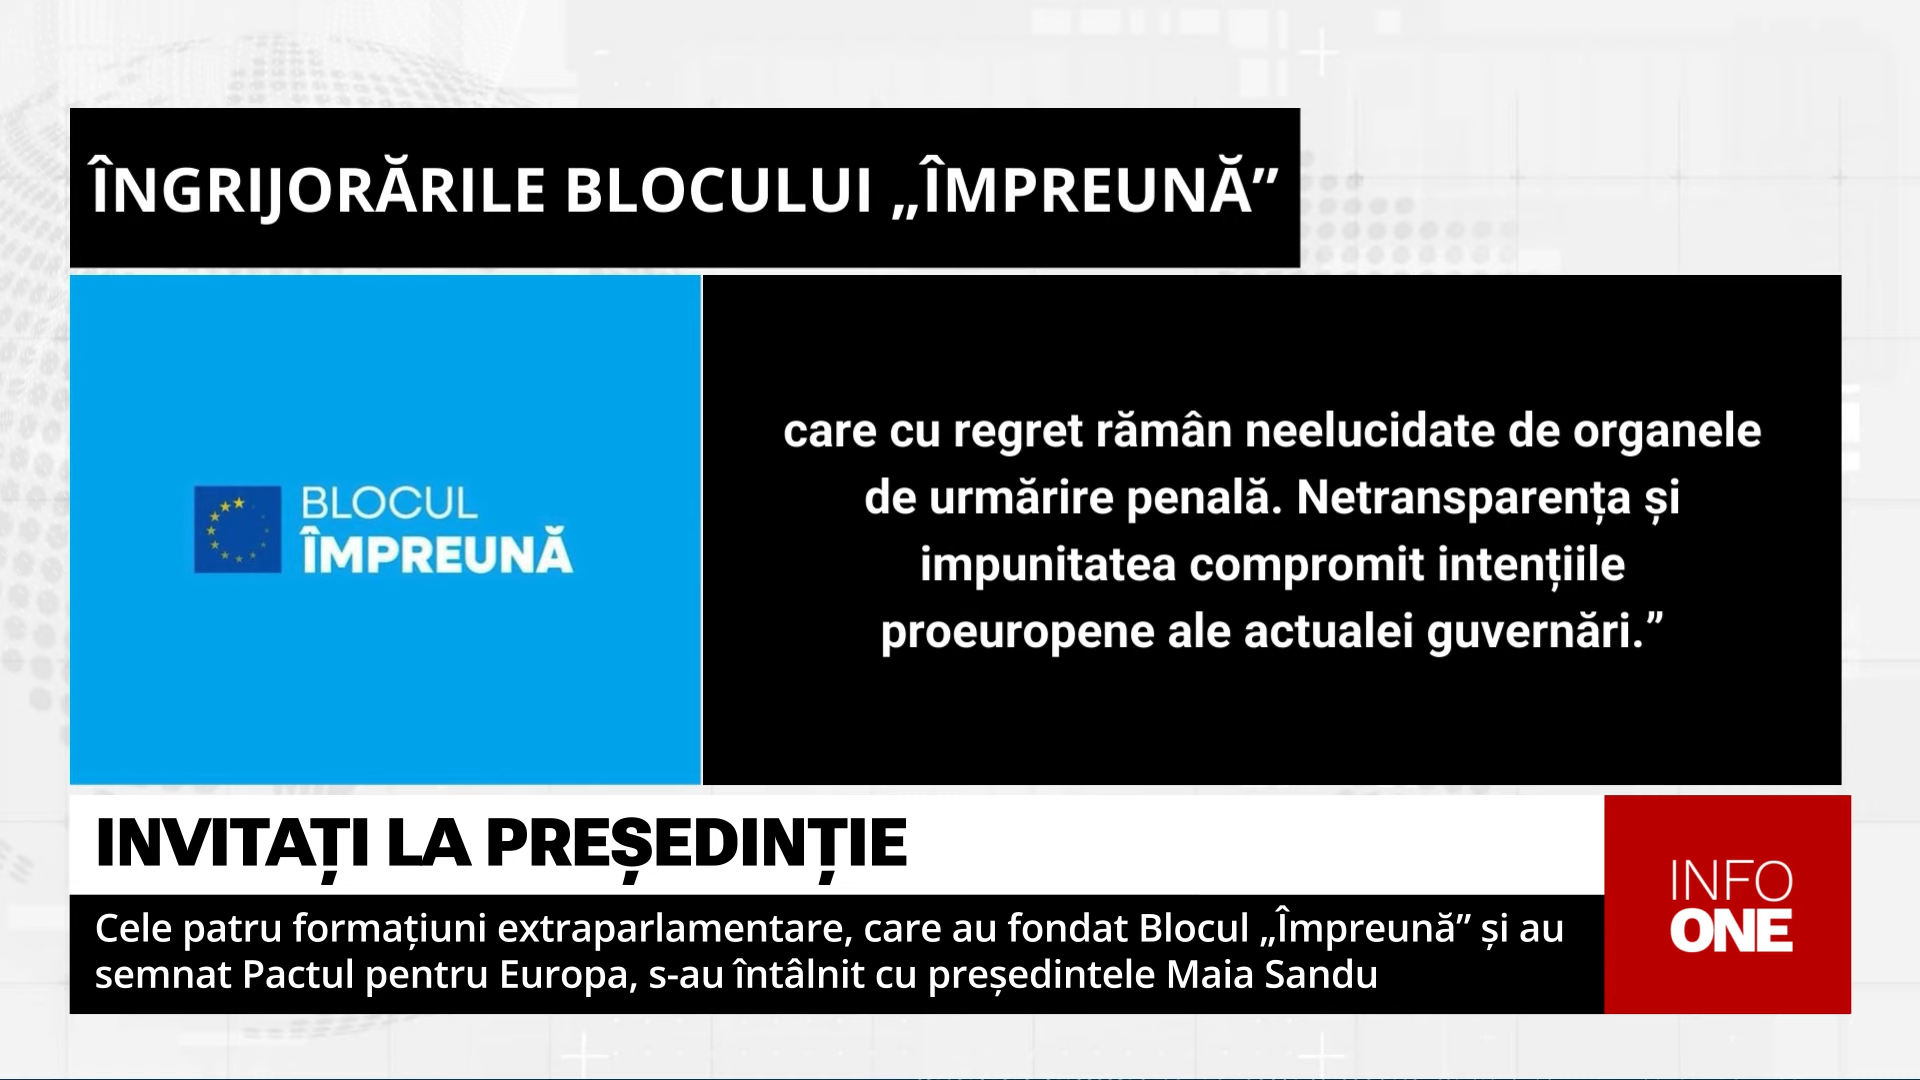 ÎNGRIJORĂRILE BLOCULUI „ÎMPREUNĂ”
BLOCUL
ÎMPREUNĂ
care cu regret rămân neelucidate de organele
de urmărire penală. Netransparența și
impunitatea compromit intențiile
proeuropene ale actualei guvernări.”
INVITAȚI LA PREȘEDINȚIE
Cele patru formațiuni extraparlamentare, care au fondat Blocul „Împreună” și au
semnat Pactul pentru Europa, s-au întâlnit cu președintele Maia Sandu
INFO
ONE